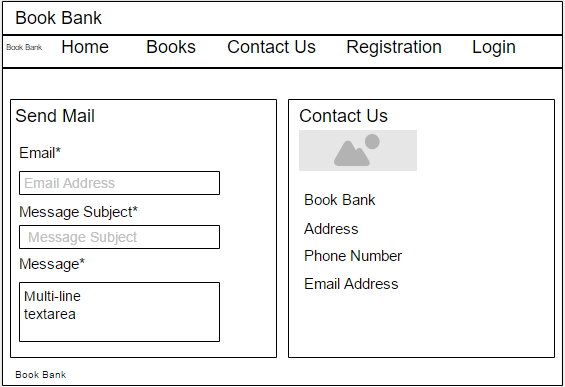 Book Bank
Book Bank Home Books Contact Us Registration Login
Send Mail
Email*
Email Address
Message Subject*
Message Subject
Message*
Multi-line
textarea
Contact Us
Book Bank
Address
Phone Number
Email Address
Book Bank